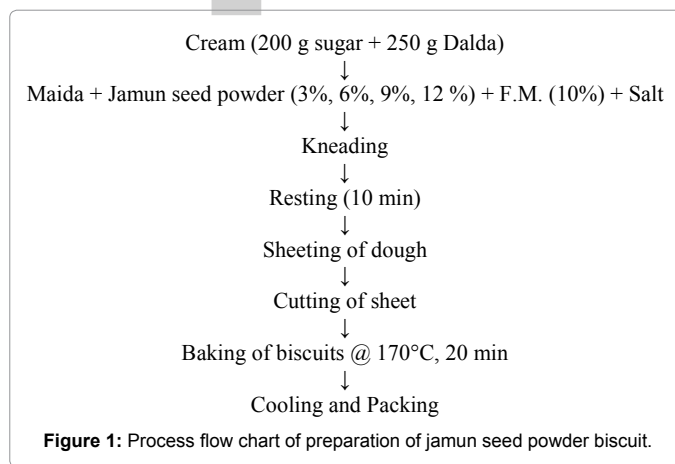 Cream (200 g sugar + 250 g Dalda)
↓
Maida + Jamun seed powder (3%, 6%, 9%, 12 %) + F.M. (10%) + Salt
↓
Kneading
↓
Resting (10 min)
↓
Sheeting of dough
↓
Cutting of sheet
↓
Baking of biscuits @ 170°C, 20 min
↓
Cooling and Packing
Figure 1: Process flow chart of preparation of jamun seed powder biscuit.